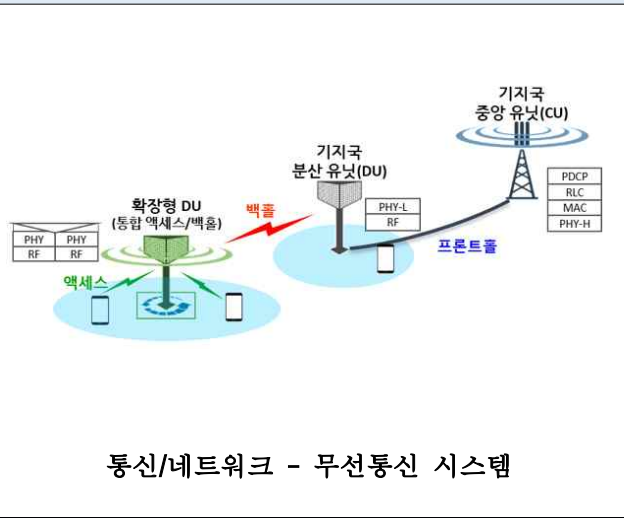 기지국
중앙 유닛(CU)
기지국
분산 유닛(DU)
PDCP
RLC
MAC
PHY-H
확장형 DU
(통합 액세스/백홀)
백홀
PHY-L
RF
PHY PHY
RF RF
프론트홀
액세스
통신/네트워크 - 무선통신 시스템